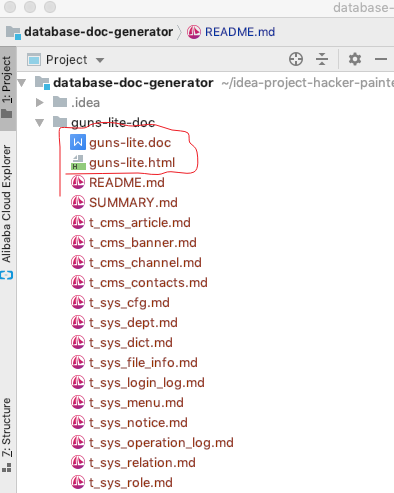 database-
database-doc-generator README.md
Project
database-doc-generator ~/idea-project-hacker-painte
.idea
guns-lite-doc
guns-lite.doc
guns-lite.html
README.md
SUMMARY.md
t_cms_article.md
t_cms_banner.md
t_cms_channel.md
t_cms_contacts.md
t_sys_cfg.md
t_sys_dept.md
t_sys_dict.md
t_sys_file_info.md
t_sys_login_log.md
t_sys_menu.md
t_sys_notice.md
t_sys_operation_log.md
t_sys_relation.md
t_sys_role.md
1: Project
Alibaba Cloud Explorer
7: Structure